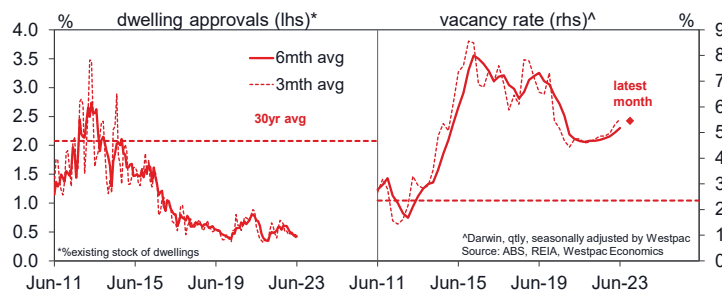 % dwelling approvals (lhs)* vacancy rate (rhs)^ %
4.0
3.5
3.0
2.5
2.0
1.5
1.0
0.5
0.0
6mth avg
3mth avg
30yr avg
*%existing stock of dwellings
latest
month
9
8
7
6
5
4
3
2
1
0
^Darwin, qtly, seasonally adjusted by Westpac
Source: ABS, REIA, Westpac Economics
Jun-11 Jun-15 Jun-19 Jun-23 Jun-11 Jun-15 Jun-19 Jun-23